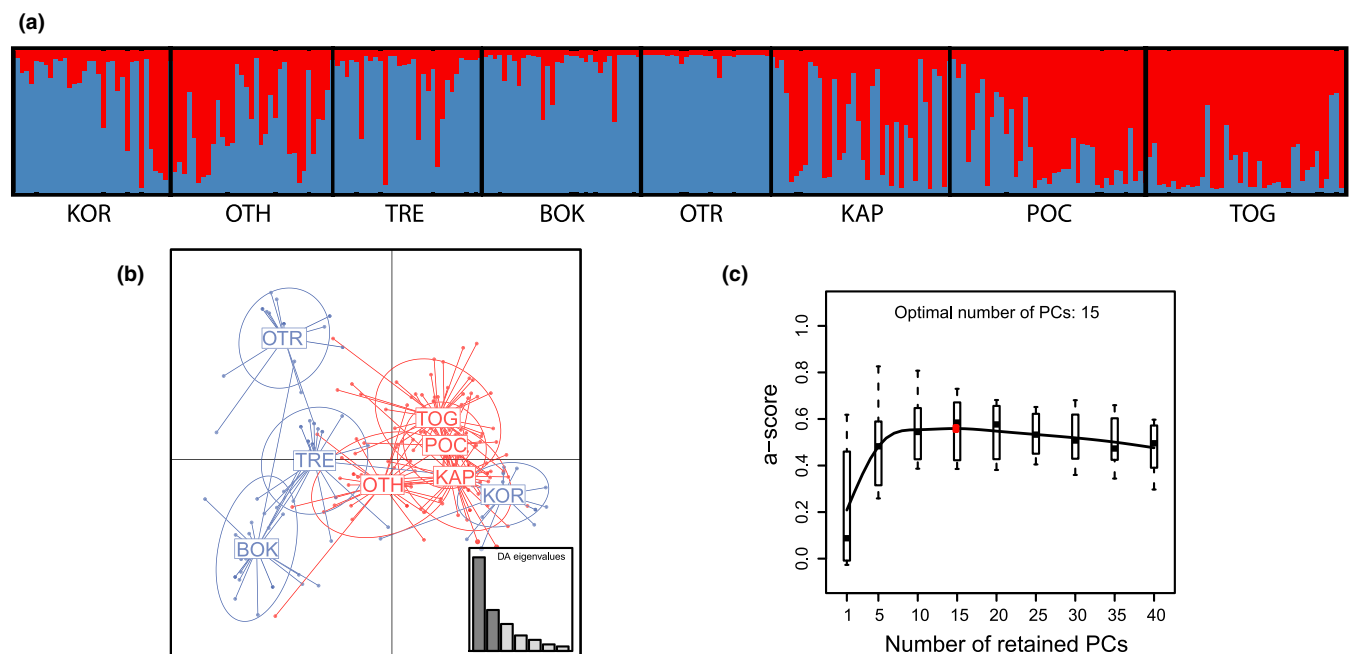 (a)
KOR OTH TRE BOK OTR KAP POC TOG
(b)
OTR
TOG
POC
TRE
KAP
OTH
KOR
BOK
DA eigenvalues
(c)
Optimal number of PCs: 15
a-score
1.0
0.8
0.6
0.4
0.2
0.0
1 5 10 15 20 25 30 35 40
Number of retained PCs